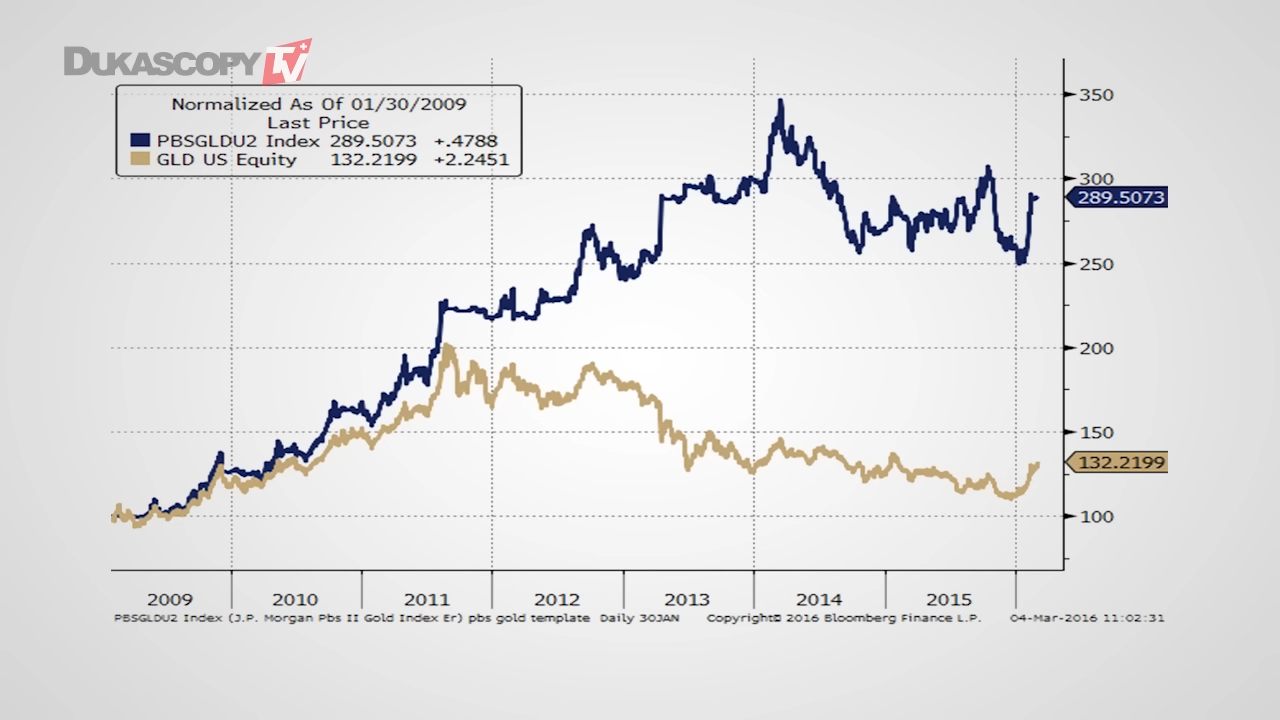 DUKASCOPY TV
Normalized As Of 01/30/2009
Last Price
PBSGLDU2 Index 289.5073 +.4788
GLD US Equity 132.2199 +2.2451
350
300
289.5073
250
200
150
132.2199
100
2009 2010 2011 2012 2013 2014 2015
PBSGLDU2 Index (J.P. Morgan Pbs II Gold Index Er) pbs gold template Daily 30JAN Copyright© 2016 Bloomberg Finance L.P. 04-Mar-2016 11:02:31